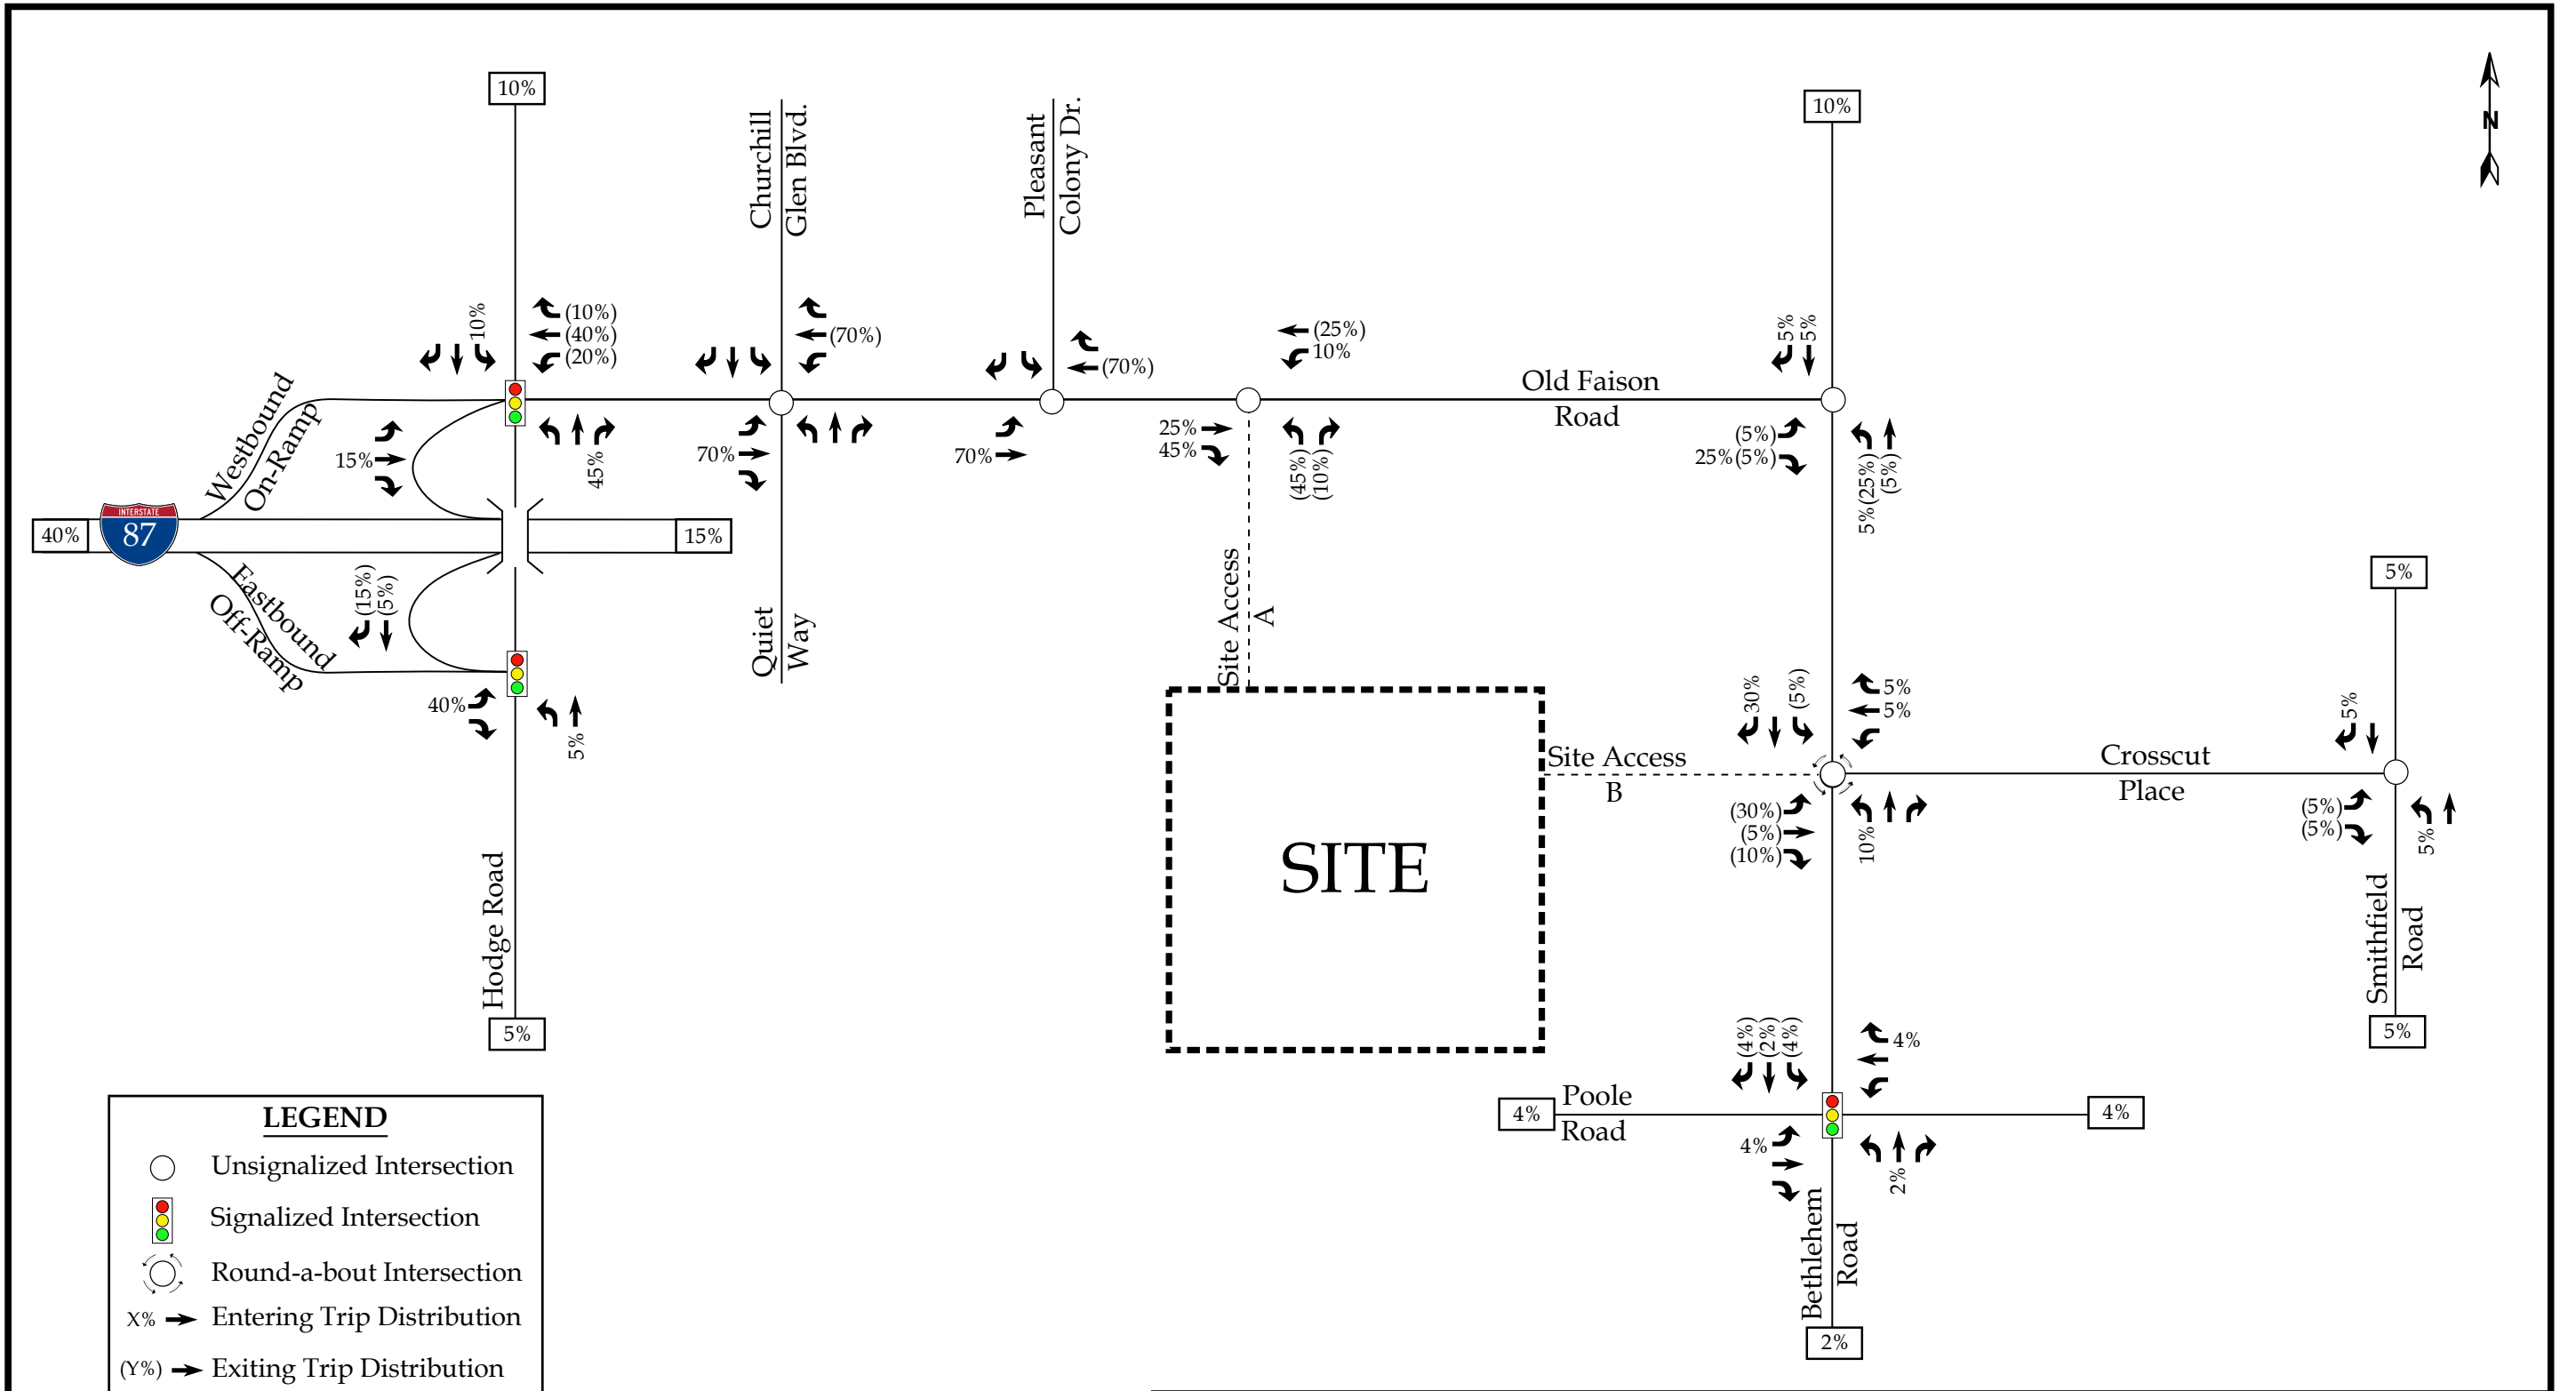 10%
10%
N
Churchill
Glen Blvd.
Pleasant
Colony Dr.
10%
(10%)
(40%)
(20%)
(70%)
(70%)
(25%)
10%
5%
5%
Old Faison
Road
Westbound
On-Ramp
15%
45%
70%
70%
25%
45%
(45%)
(10%)
(5%)
25%(5%)
5%(25%)
(5%)
40%
INTERSTATE
87
15%
Eastbound
Off-Ramp
(15%)
(5%)
Quiet
Way
Site Access
A
5%
40%
5%
30%
(5%)
5%
5%
5%
Site Access
B
Crosscut
Place
(30%)
(5%)
(10%)
10%
(5%)
(5%)
5%
SITE
Hodge Road
Smithfield
Road
5%
5%
(4%)
(2%)
(4%)
4%
4%
Poole
Road
4%
4%
2%
Bethlehem
Road
2%
LEGEND
Unsignalized Intersection
Signalized Intersection
Round-a-bout Intersection
X% Entering Trip Distribution
(Y%) Exiting Trip Distribution